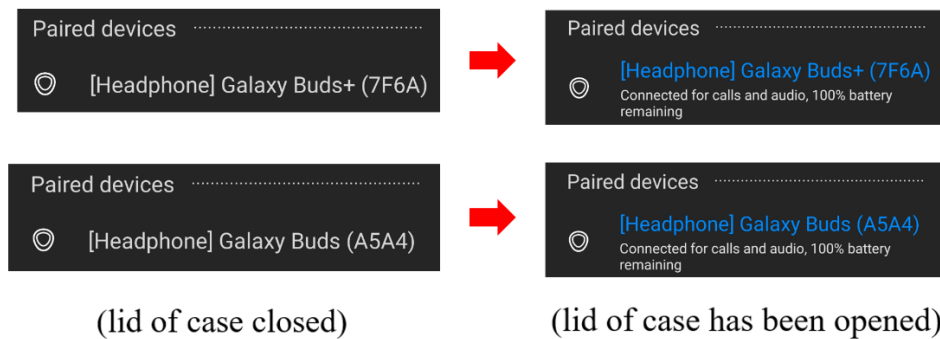 Paired devices
[Headphone] Galaxy Buds+ (7F6A)
Paired devices
[Headphone] Galaxy Buds+ (7F6A)
Connected for calls and audio, 100% battery
remaining
Paired devices
[Headphone] Galaxy Buds (A5A4)
Paired devices
[Headphone] Galaxy Buds (A5A4)
Connected for calls and audio, 100% battery
remaining
(lid of case closed)
(lid of case has been opened)